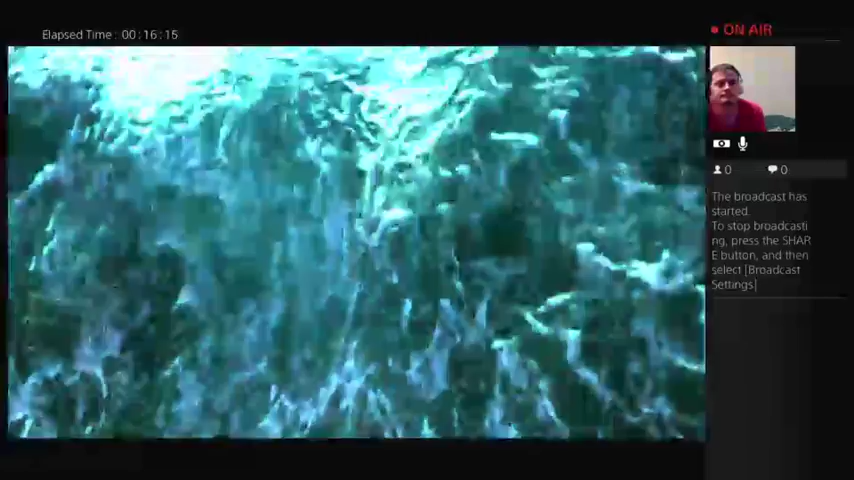 Elapsed Time : 00:16:15
ON AIR
0 0
The broadcast has
started.
To stop broadcasti
ng, press the SHAR
E button, and then
select [Broadcast
Settings]